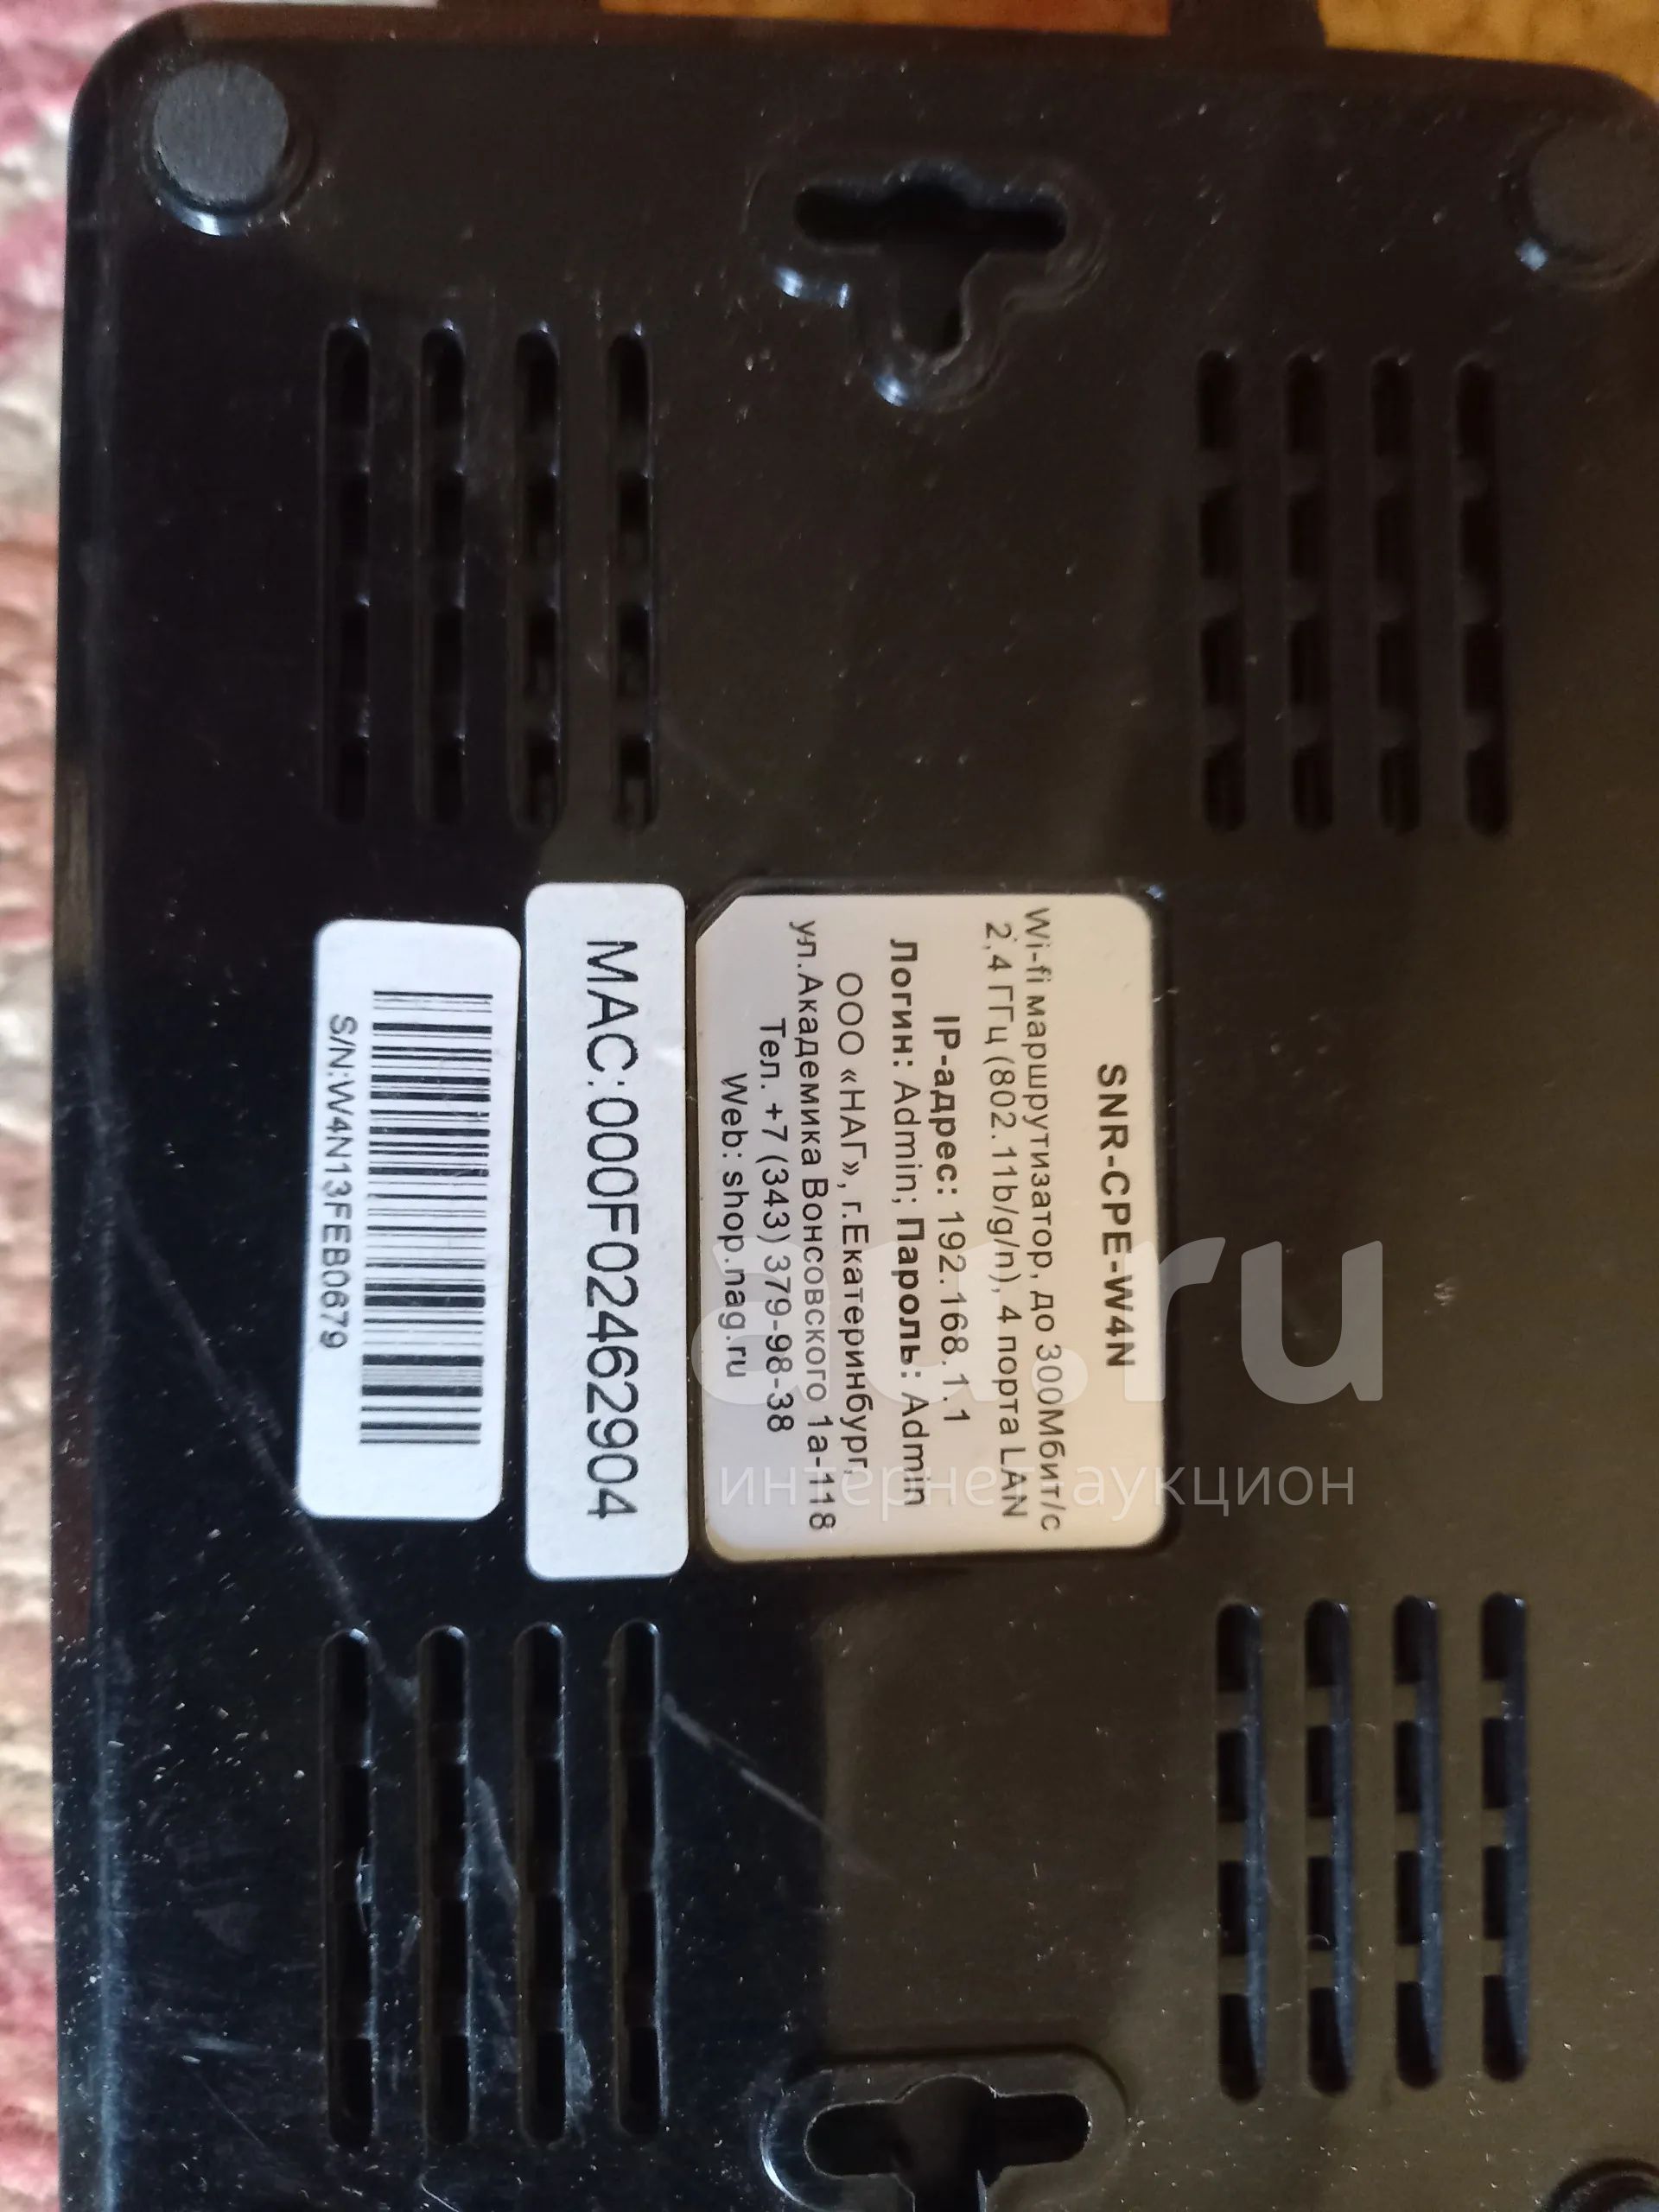 SNR-CPE-W4N
Wi-fi маршрутизатор, до 300Мбит/с
2,4 ГГц (802.11b/g/n), 4 порта LAN
IP-адрес: 192.168.1.1
Логин: Admin; Пароль: Admin
ООО «НАГ», г.Екатеринбург,
ул.Академика Вонсовского 1а-118
Тел. +7 (343) 379-98-38
Web: shop.nag.ru
MAC:000F02462904
S/N:W4N13FEB0679
au.ru
интернет аукцион